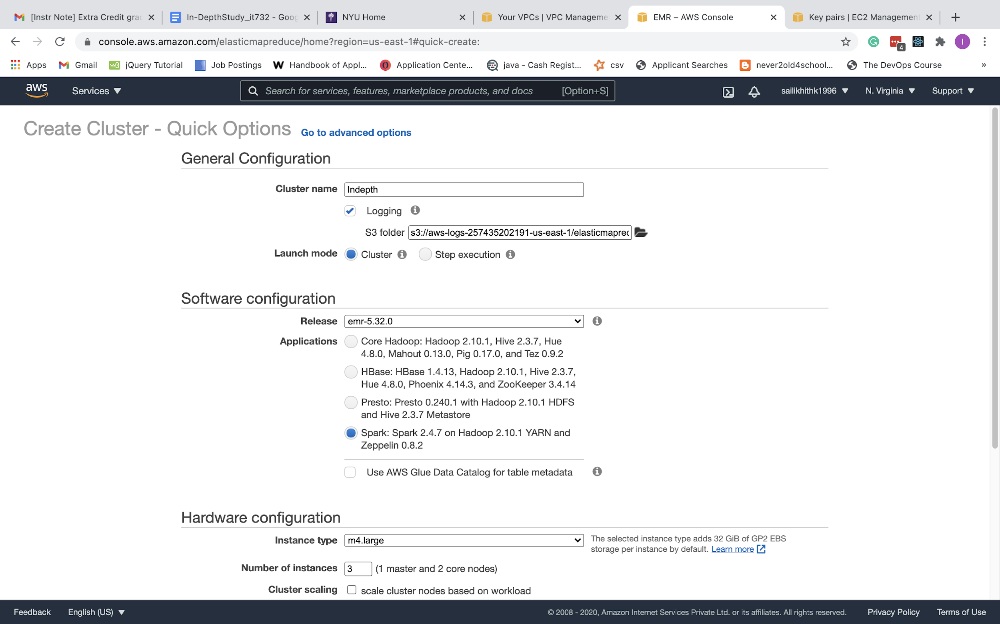 [Instr Note] Extra Credit grac
In-DepthStudy_it732 - Goog
NYU Home
Your VPCs | VPC Manageme
EMR – AWS Console
Key pairs | EC2 Management
console.aws.amazon.com/elasticmapreduce/home?region=us-east-1#quick-create:
4
I
Apps
Gmail
jQuery Tutorial
Job Postings
Handbook of Appl...
Application Cente...
java - Cash Regist...
csv
Applicant Searches
never2old4school...
The DevOps Course
»
aws
Services
Search for services, features, marketplace products, and docs
[Option+S]
sailikhithk1996
N. Virginia
Support
Create Cluster - Quick Options
Go to advanced options
General Configuration
Cluster name
Indepth
Logging
S3 folder
s3://aws-logs-257435202191-us-east-1/elasticmapred
Launch mode
Cluster
Step execution
Software configuration
Release
emr-5.32.0
Applications
Core Hadoop: Hadoop 2.10.1, Hive 2.3.7, Hue
4.8.0, Mahout 0.13.0, Pig 0.17.0, and Tez 0.9.2
HBase: HBase 1.4.13, Hadoop 2.10.1, Hive 2.3.7,
Hue 4.8.0, Phoenix 4.14.3, and ZooKeeper 3.4.14
Presto: Presto 0.240.1 with Hadoop 2.10.1 HDFS
and Hive 2.3.7 Metastore
Spark: Spark 2.4.7 on Hadoop 2.10.1 YARN and
Zeppelin 0.8.2
Use AWS Glue Data Catalog for table metadata
Hardware configuration
Instance type
m4.large
The selected instance type adds 32 GiB of GP2 EBS
storage per instance by default. Learn more
Number of instances
3
(1 master and 2 core nodes)
Cluster scaling
scale cluster nodes based on workload
Feedback
English (US)
© 2008 - 2020, Amazon Internet Services Private Ltd. or its affiliates. All rights reserved.
Privacy Policy
Terms of Use